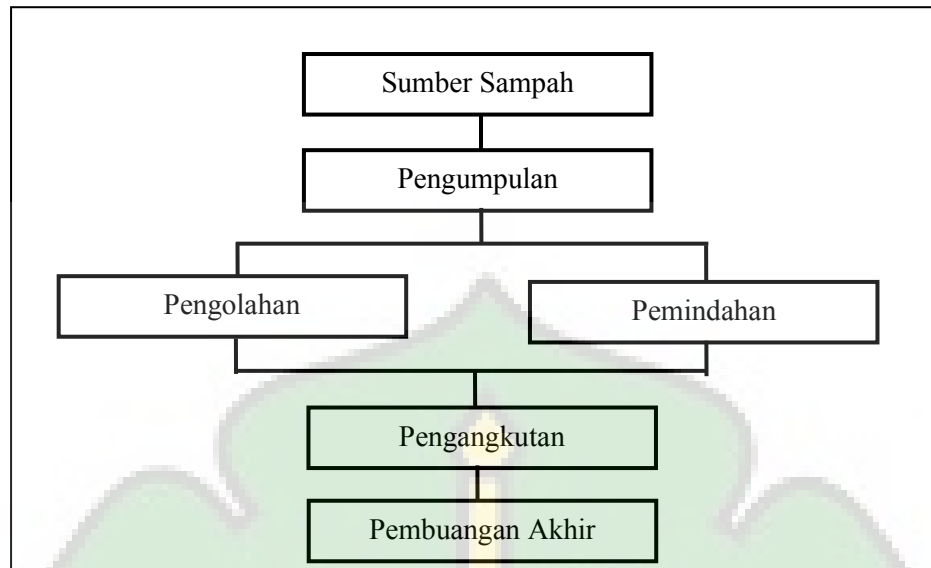 Sumber Sampah
Pengumpulan
Pengolahan
Pemindahan
Pengangkutan
Pembuangan Akhir